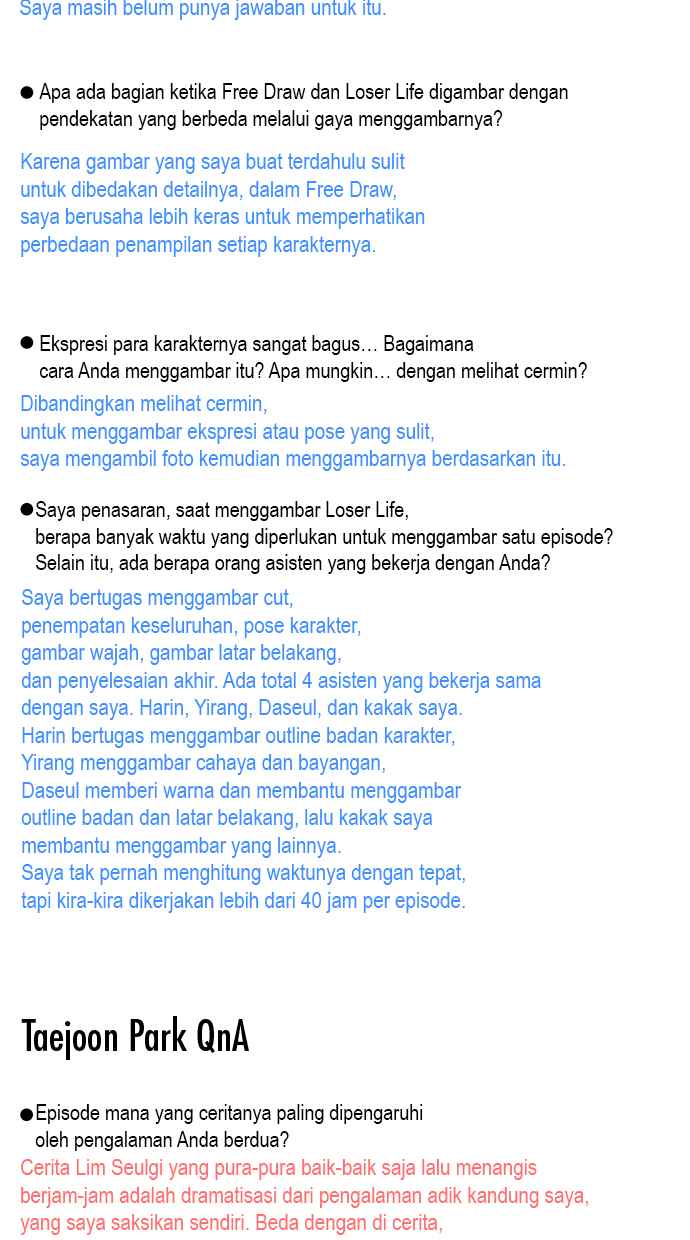 Saya masih belum punya jawaban untuk itu.
● Apa ada bagian ketika Free Draw dan Loser Life digambar dengan
pendekatan yang berbeda melalui gaya menggambarnya?
Karena gambar yang saya buat terdahulu sulit
untuk dibedakan detailnya, dalam Free Draw,
saya berusaha lebih keras untuk memperhatikan
perbedaan penampilan setiap karakternya.
● Ekspresi para karakternya sangat bagus… Bagaimana
cara Anda menggambar itu? Apa mungkin… dengan melihat cermin?
Dibandingkan melihat cermin,
untuk menggambar ekspresi atau pose yang sulit,
saya mengambil foto kemudian menggambarnya berdasarkan itu.
●Saya penasaran, saat menggambar Loser Life,
berapa banyak waktu yang diperlukan untuk menggambar satu episode?
Selain itu, ada berapa orang asisten yang bekerja dengan Anda?
Saya bertugas menggambar cut,
penempatan keseluruhan, pose karakter,
gambar wajah, gambar latar belakang,
dan penyelesaian akhir. Ada total 4 asisten yang bekerja sama
dengan saya. Harin, Yirang, Daseul, dan kakak saya.
Harin bertugas menggambar outline badan karakter,
Yirang menggambar cahaya dan bayangan,
Daseul memberi warna dan membantu menggambar
outline badan dan latar belakang, lalu kakak saya
membantu menggambar yang lainnya.
Saya tak pernah menghitung waktunya dengan tepat,
tapi kira-kira dikerjakan lebih dari 40 jam per episode.
Taejoon Park QnA
●Episode mana yang ceritanya paling dipengaruhi
oleh pengalaman Anda berdua?
Cerita Lim Seulgi yang pura-pura baik-baik saja lalu menangis
berjam-jam adalah dramatisasi dari pengalaman adik kandung saya,
yang saya saksikan sendiri. Beda dengan di cerita,